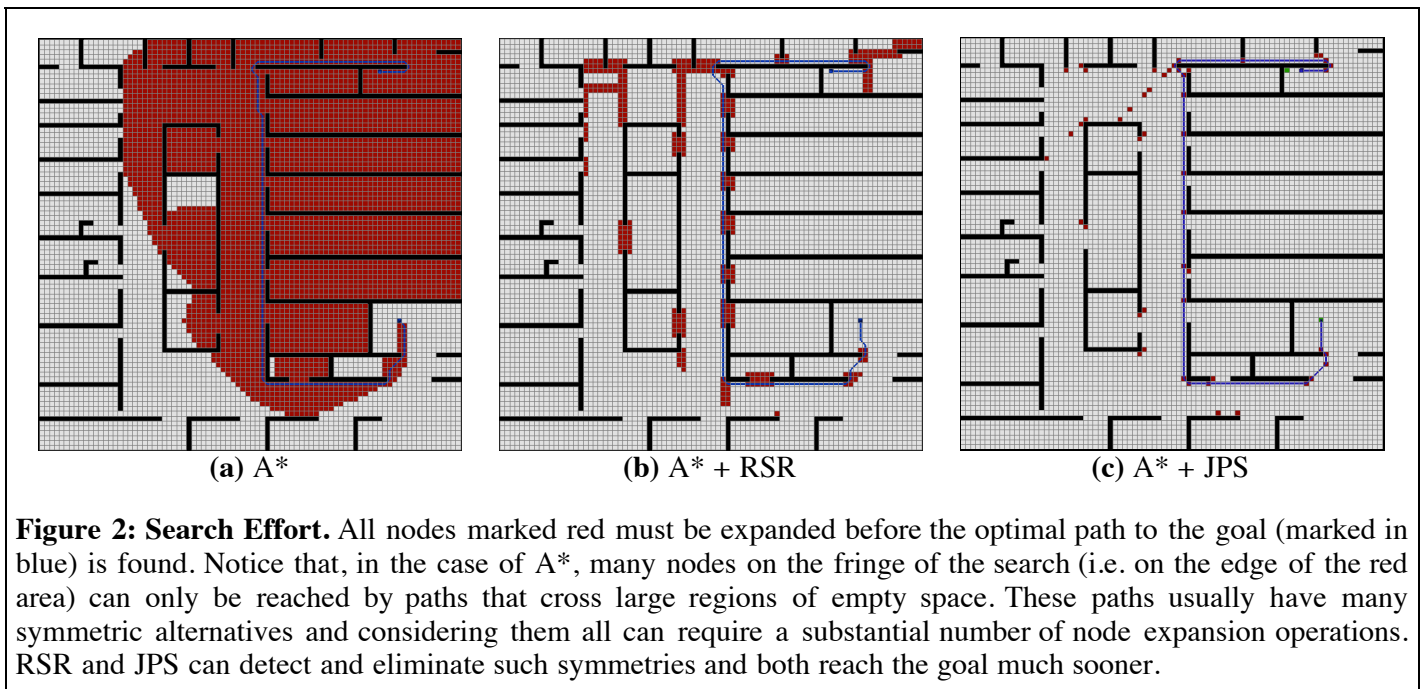 (a) A*
(b) A* + RSR
(c) A* + JPS
Figure 2: Search Effort. All nodes marked red must be expanded before the optimal path to the goal (marked in
blue) is found. Notice that, in the case of A*, many nodes on the fringe of the search (i.e. on the edge of the red
area) can only be reached by paths that cross large regions of empty space. These paths usually have many
symmetric alternatives and considering them all can require a substantial number of node expansion operations.
RSR and JPS can detect and eliminate such symmetries and both reach the goal much sooner.